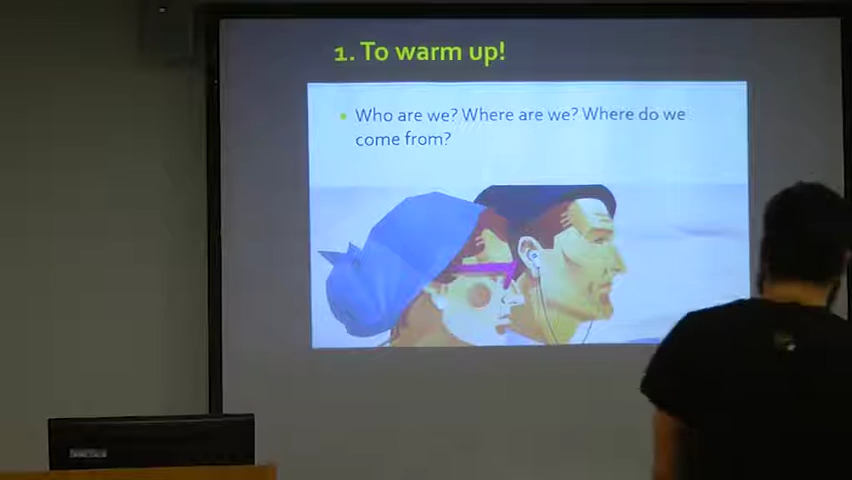 1. To warm up!
• Who are we? Where are we? Where do we
come from?